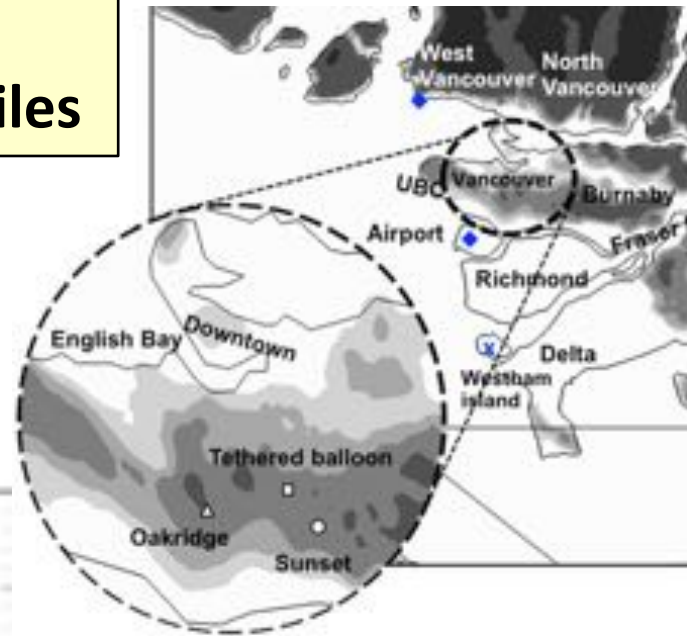 iles
West
Vancouver
North
Vancouver
UBC
Vancouver
Burnaby
Airport
Fraser
Richmond
English Bay
Downtown
x
Delta
Westham
island
Tethered balloon
Oakridge
Sunset